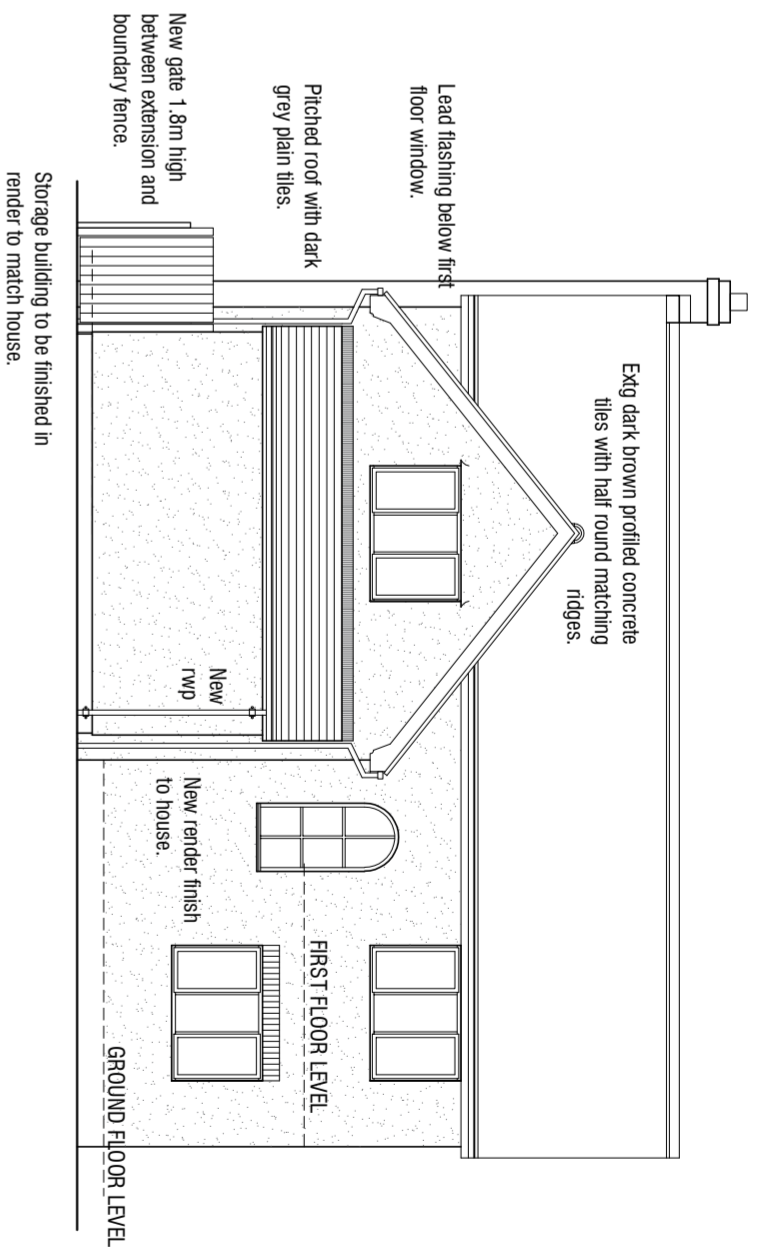 Extg dark brown profiled concrete
tiles with half round matching
ridges.
Lead flashing below first
floor window.
Pitched roof with dark
grey plain tiles.
New gate 1.8m high
between extension and
boundary fence.
Storage building to be finished in
render to match house.
New
rwp
New render finish
to house.
FIRST FLOOR LEVEL
GROUND FLOOR LEVEL